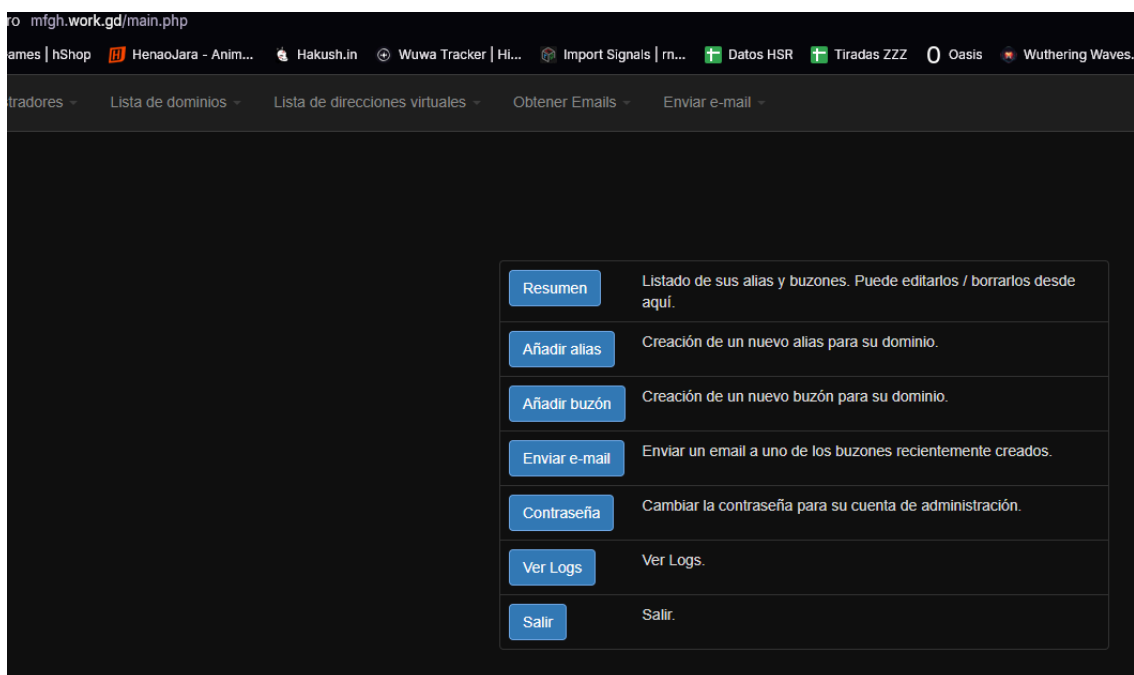 ro mfgh.work.gd/main.php
ames | hShop HenaoJara - Anim... Hakush.in Wuwa Tracker | Hi... Import Signals | rn... Datos HSR Tiradas ZZZ Oasis Wuthering Waves.
stradores Lista de dominios Lista de direcciones virtuales Obtener Emails Enviar e-mail
Resumen Listado de sus alias y buzones. Puede editarlos / borrarlos desde
aquí.
Añadir alias Creación de un nuevo alias para su dominio.
Añadir buzón Creación de un nuevo buzón para su dominio.
Enviar e-mail Enviar un email a uno de los buzones recientemente creados.
Contraseña Cambiar la contraseña para su cuenta de administración.
Ver Logs Ver Logs.
Salir Salir.